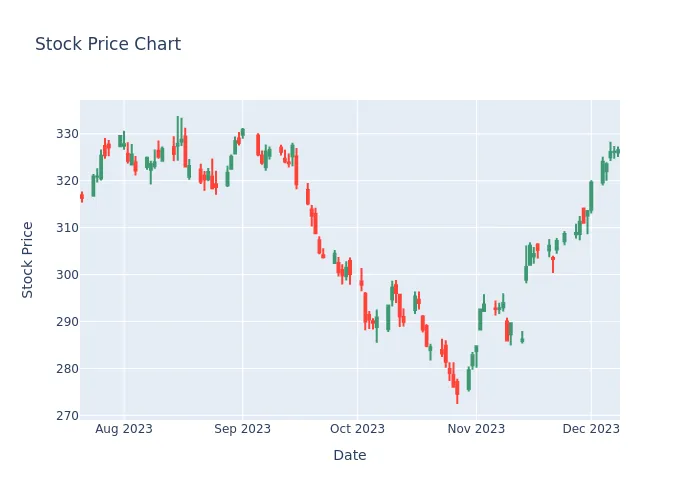 Stock Price Chart
Stock Price
330
320
310
300
290
280
270
Aug 2023
Sep 2023
Oct 2023
Nov 2023
Dec 2023
Date